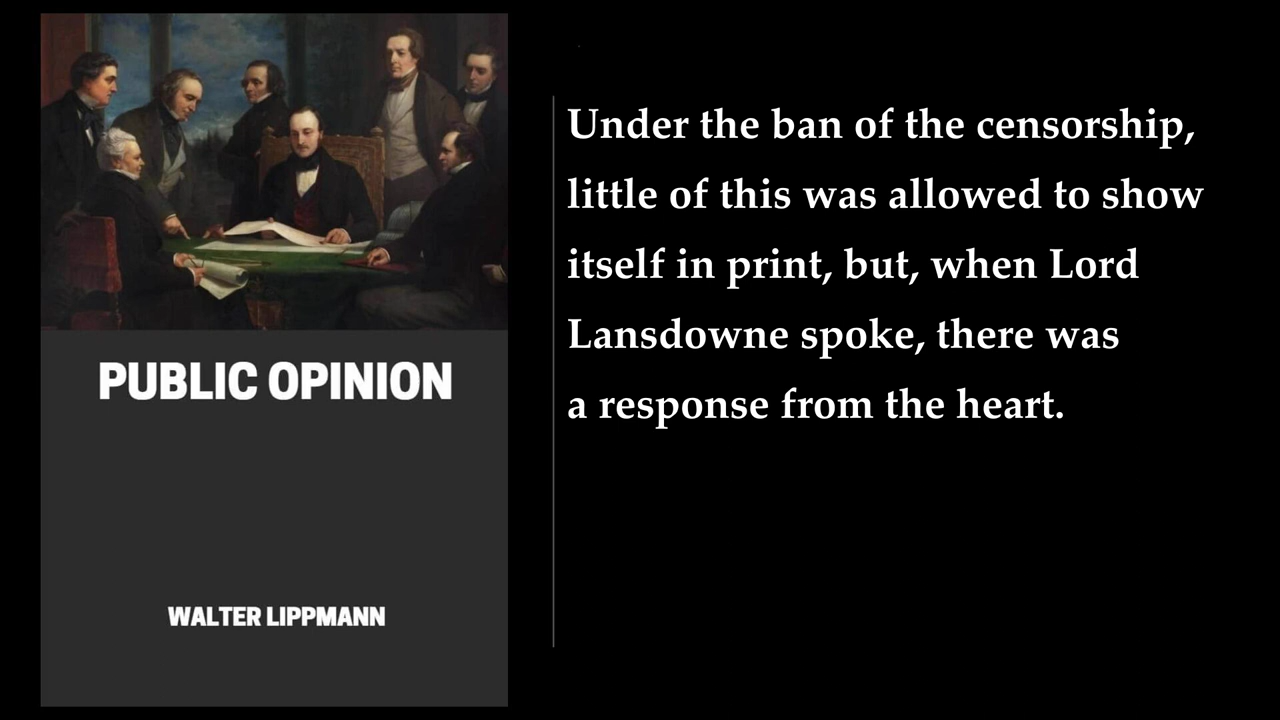 PUBLIC OPINION
WALTER LIPPMANN
Under the ban of the censorship,
little of this was allowed to show
itself in print, but, when Lord
Lansdowne spoke, there was
a response from the heart.